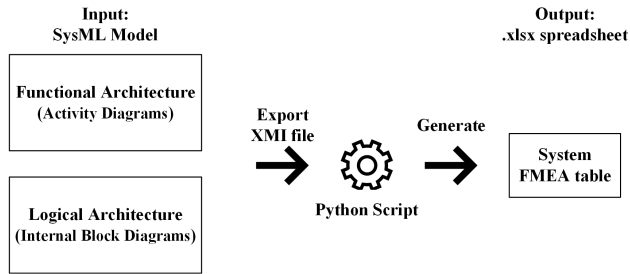 Input:
SysML Model
Functional Architecture
(Activity Diagrams)
Logical Architecture
(Internal Block Diagrams)
Export
XMI file
Python Script
Generate
Output:
.xlsx spreadsheet
System
FMEA table